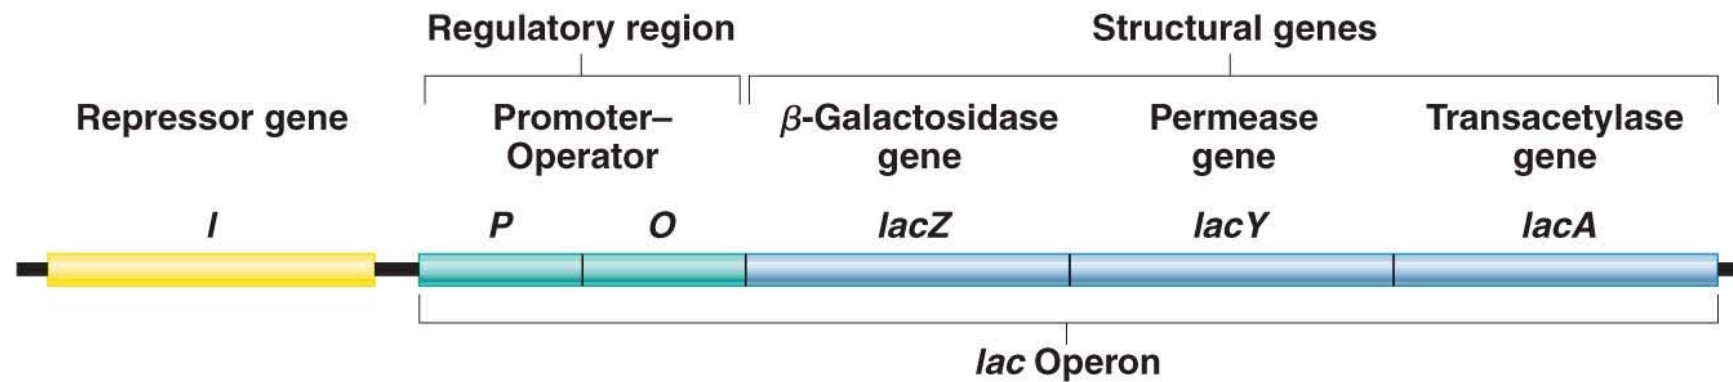 Regulatory region
Structural genes
Repressor gene
Promoter–
Operator
β-Galactosidase
gene
Permease
gene
Transacetylase
gene
I
P
O
lacZ
lacY
lacA
lac Operon